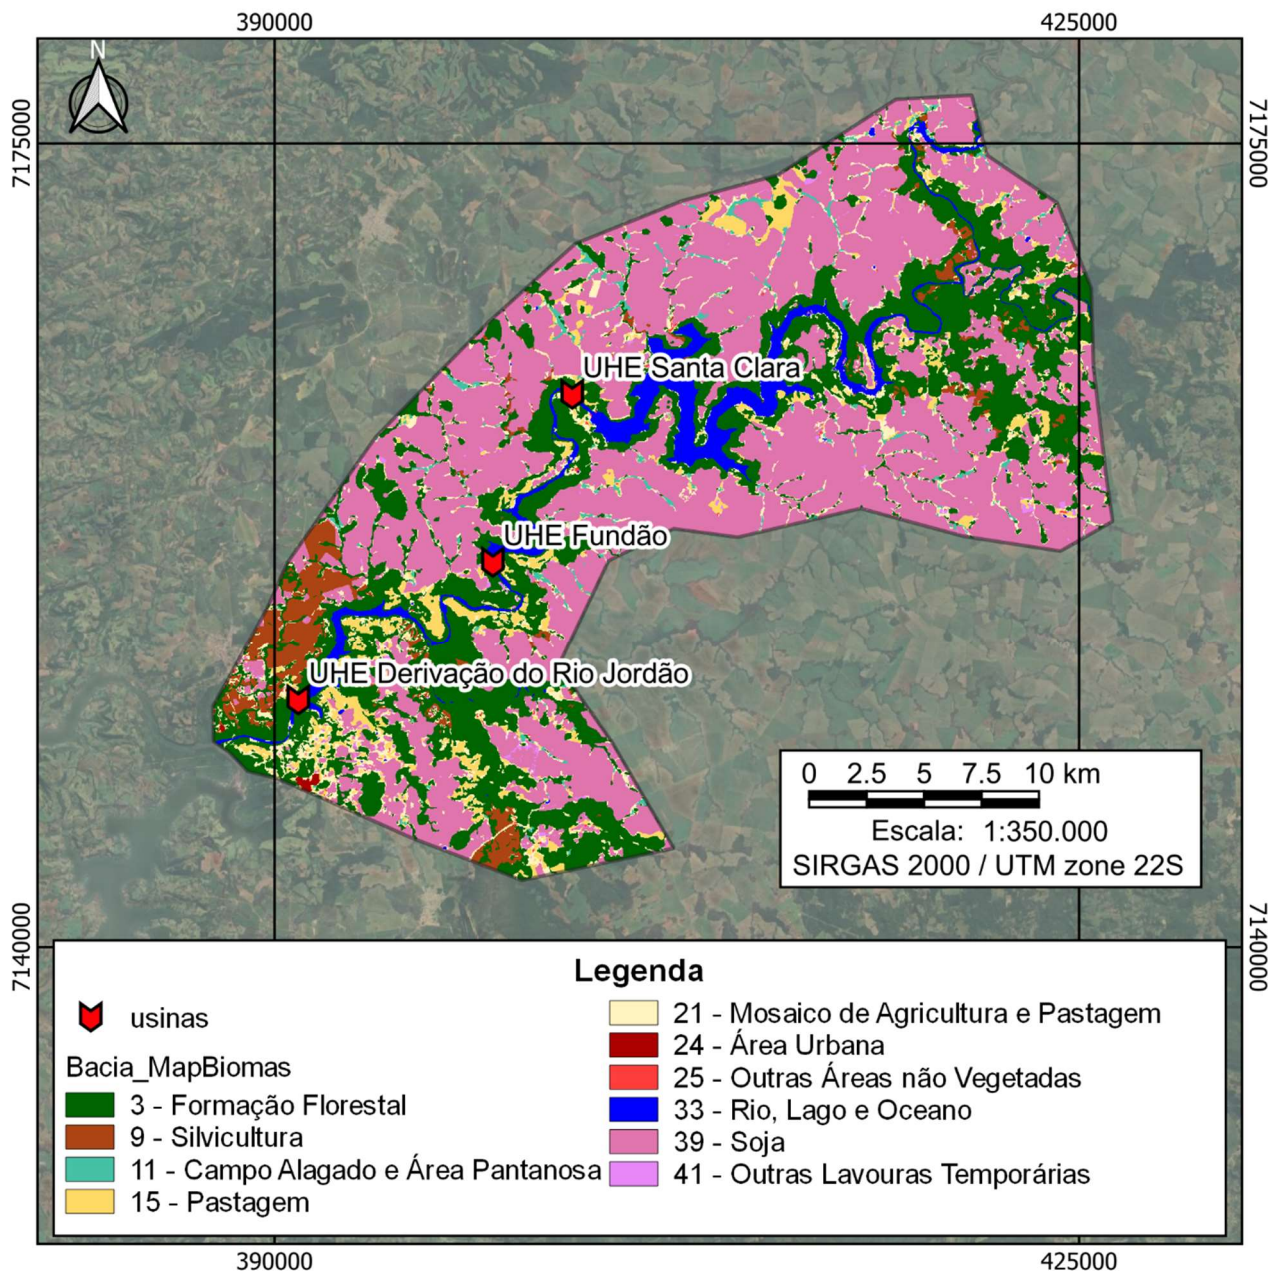 390000 425000
N
7175000 7175000
UHE Santa Clara
UHE Fundão
UHE Derivação do Rio Jordão
0 2.5 5 7.5 10 km
Escala: 1:350.000
SIRGAS 2000 / UTM zone 22S
7140000 7140000
Legenda
usinas
Bacia_MapBiomas
3 - Formação Florestal
9 - Silvicultura
11 - Campo Alagado e Área Pantanosa
15 - Pastagem
21 - Mosaico de Agricultura e Pastagem
24 - Área Urbana
25 - Outras Áreas não Vegetadas
33 - Rio, Lago e Oceano
39 - Soja
41 - Outras Lavouras Temporárias
390000 425000